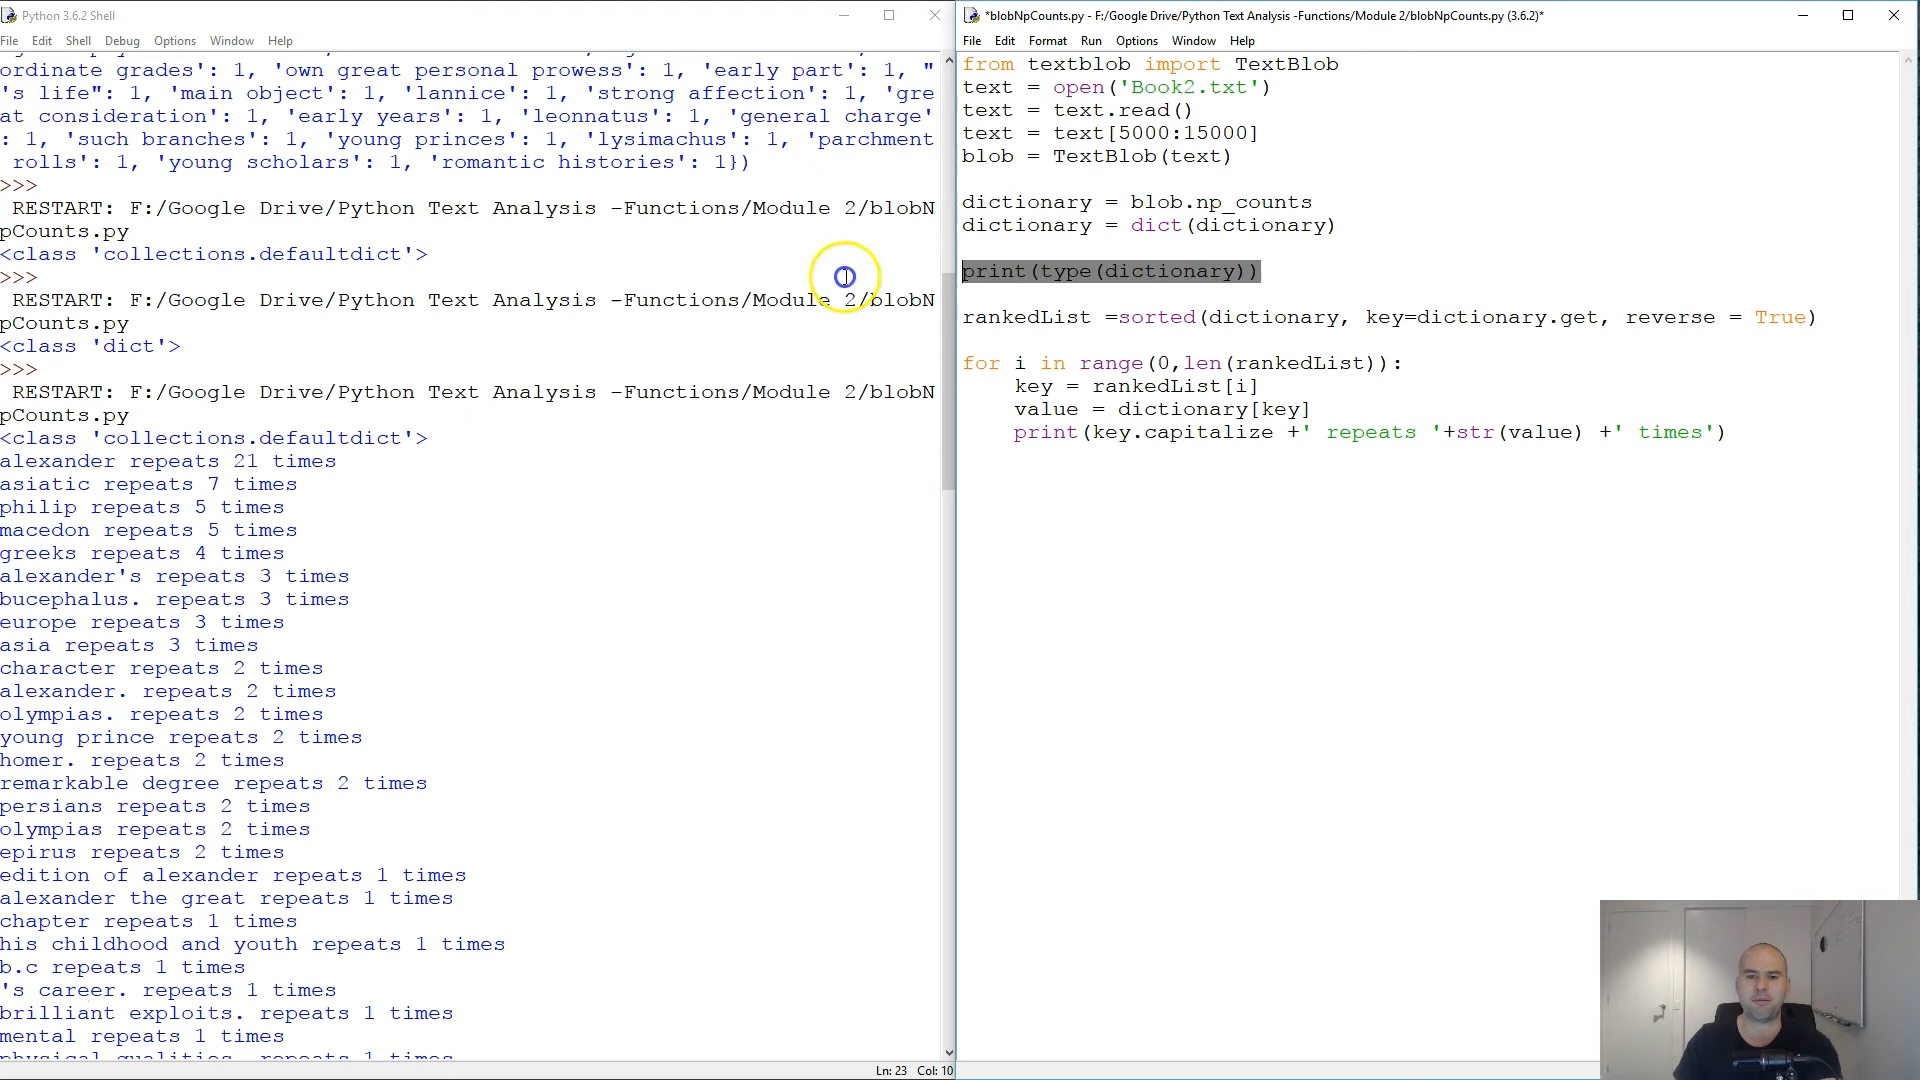 Python 3.6.2 Shell
File Edit Shell Debug Options Window Help
ordinate grades': 1, 'own great personal prowess': 1, 'early part': 1, "
's life": 1, 'main object': 1, 'lannice': 1, 'strong affection': 1, 'gre
at consideration': 1, 'early years': 1, 'leonnatus': 1, 'general charge'
: 1, 'such branches': 1, 'young princes': 1, 'lysimachus': 1, 'parchment
rolls': 1, 'young scholars': 1, 'romantic histories': 1})
>>>
RESTART: F:/Google Drive/Python Text Analysis -Functions/Module 2/blobN
pCounts.py
<class 'collections.defaultdict'>
>>>
RESTART: F:/Google Drive/Python Text Analysis -Functions/Module 2/blobN
pCounts.py
<class 'dict'>
>>>
RESTART: F:/Google Drive/Python Text Analysis -Functions/Module 2/blobN
pCounts.py
<class 'collections.defaultdict'>
alexander repeats 21 times
asiatic repeats 7 times
philip repeats 5 times
macedon repeats 5 times
greeks repeats 4 times
alexander's repeats 3 times
bucephalus. repeats 3 times
europe repeats 3 times
asia repeats 3 times
character repeats 2 times
alexander. repeats 2 times
olympias. repeats 2 times
young prince repeats 2 times
homer. repeats 2 times
remarkable degree repeats 2 times
persians repeats 2 times
olympias repeats 2 times
epirus repeats 2 times
edition of alexander repeats 1 times
alexander the great repeats 1 times
chapter repeats 1 times
his childhood and youth repeats 1 times
b.c repeats 1 times
's career. repeats 1 times
brilliant exploits. repeats 1 times
mental repeats 1 times
physical qualities. repeats 1 times
Ln: 23 Col: 10
*blobNpCounts.py - F:/Google Drive/Python Text Analysis -Functions/Module 2/blobNpCounts.py (3.6.2)*
File Edit Format Run Options Window Help
from textblob import TextBlob
text = open('Book2.txt')
text = text.read()
text = text[5000:15000]
blob = TextBlob(text)
dictionary = blob.np_counts
dictionary = dict(dictionary)
print(type(dictionary))
rankedList =sorted(dictionary, key=dictionary.get, reverse = True)
for i in range(0,len(rankedList)):
key = rankedList[i]
value = dictionary[key]
print(key.capitalize +' repeats '+str(value) +' times')